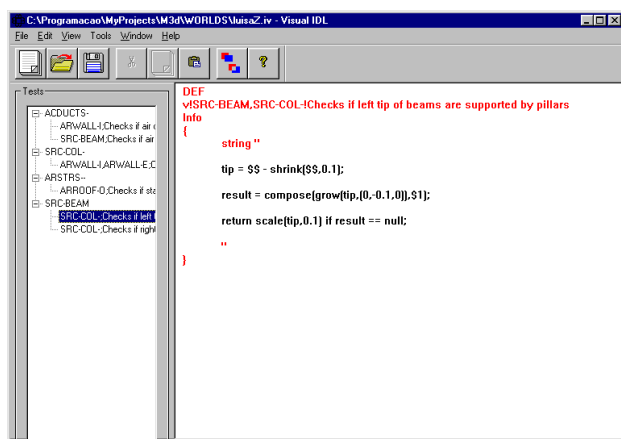 C:\Programacao\MyProjects\M3d\WORLDS\luisa2.iv - Visual IDL
File Edit View Tools Window Help
Tests
ACDUCTS-
ARWALL-I;Checks if air
SRC-BEAM;Checks if air
SRC-COL-
ARWALL-I,ARWALL-E;C
ARSTRS--
ARROOF-O;Checks if sta
SRC-BEAM
SRC-COL-;Checks if left
SRC-COL-;Checks if right
DEF
v!SRC-BEAM,SRC-COL-!Checks if left tip of beams are supported by pillars
Info
{
string "
tip = $$ - shrink($$,0.1);
result = compose(grow(tip,(0,-0.1,0)),$1);
return scale(tip,0.1) if result == null;
"
}